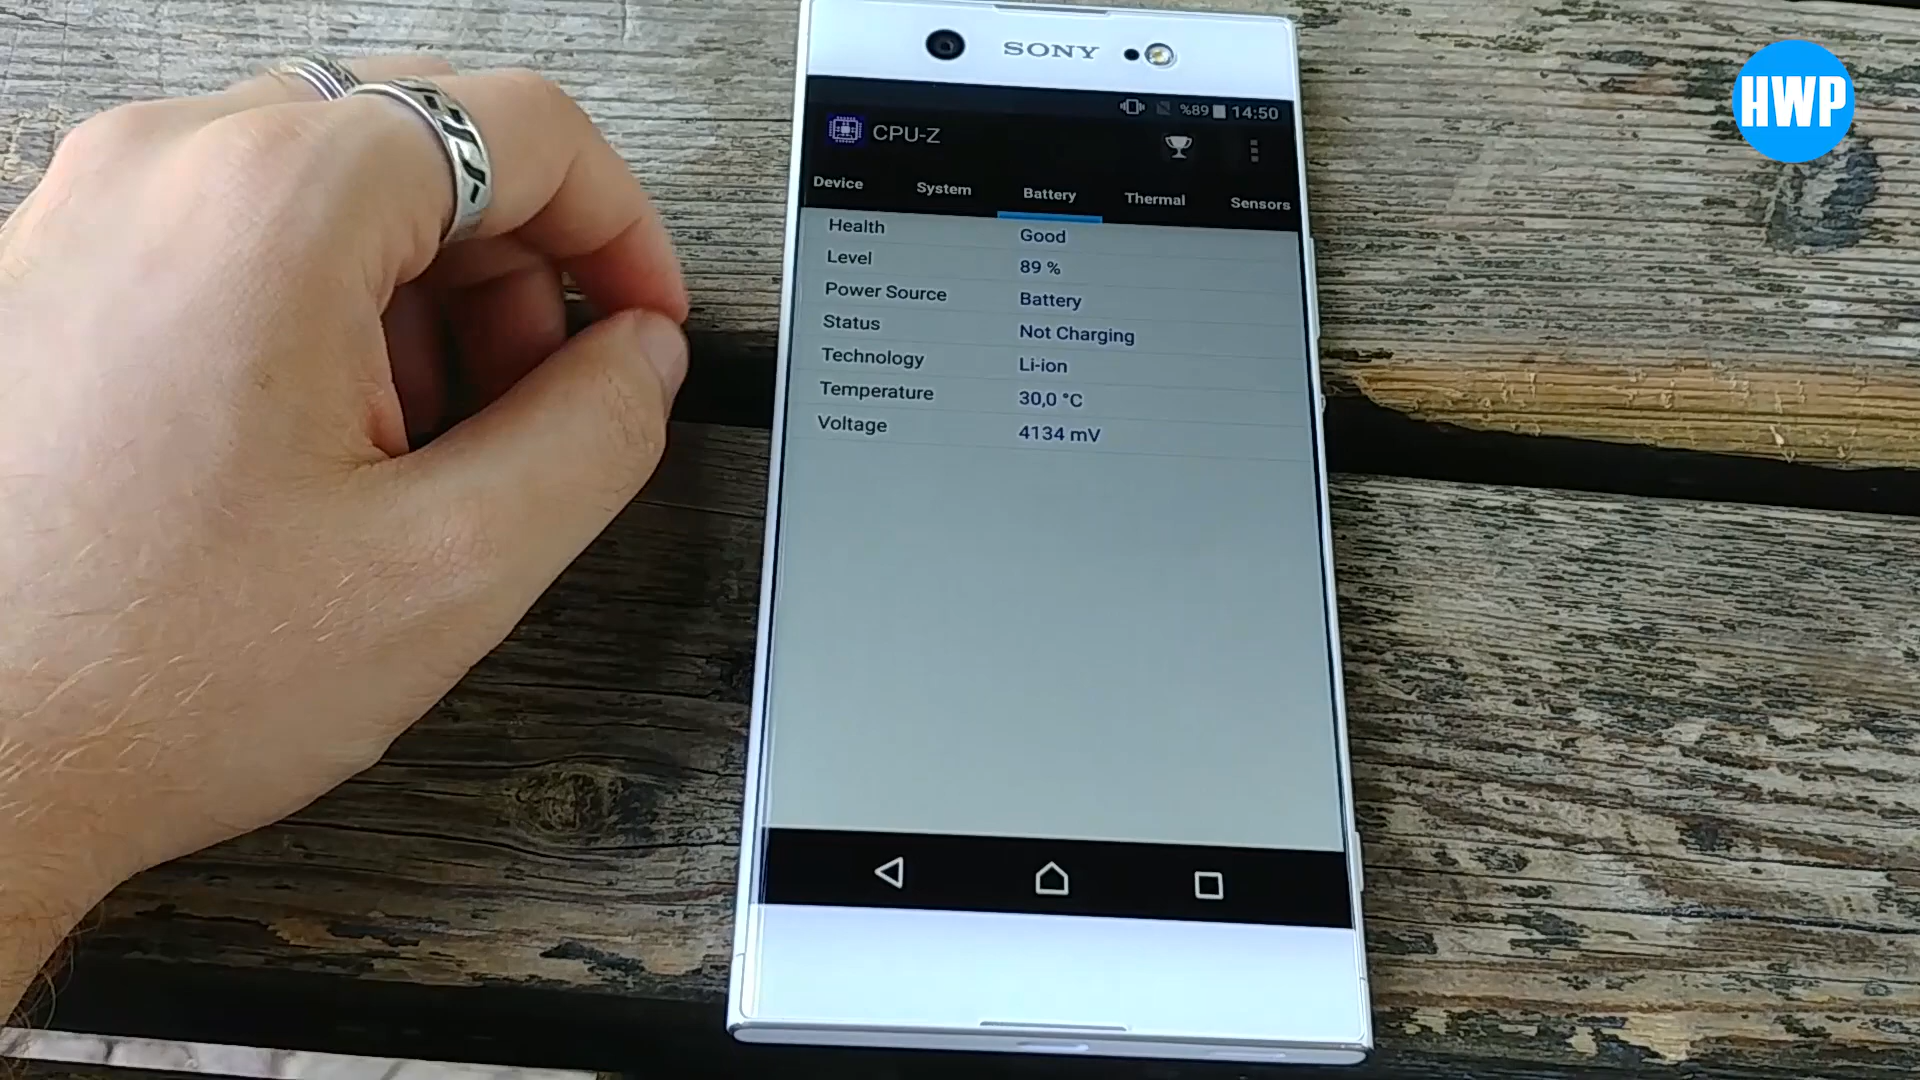 SONY
%89 14:50
CPU-Z
Device System Battery Thermal Sensors
Health Good
Level 89 %
Power Source Battery
Status Not Charging
Technology Li-ion
Temperature 30,0 °C
Voltage 4134 mV
HWP